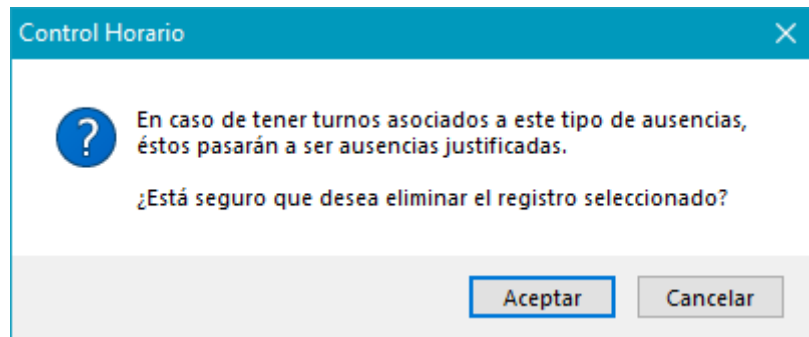 Control Horario
En caso de tener turnos asociados a este tipo de ausencias,
éstos pasarán a ser ausencias justificadas.
¿Está seguro que desea eliminar el registro seleccionado?
Aceptar
Cancelar